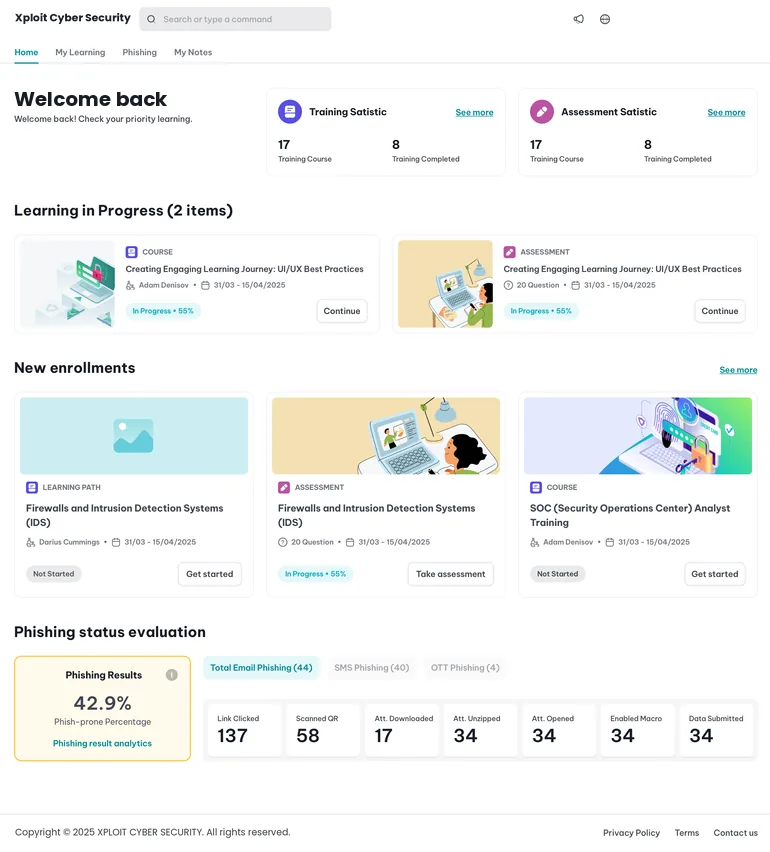 Xploit Cyber Security
Search or type a command
Home
My Learning
Phishing
My Notes
Welcome back
Welcome back! Check your priority learning.
Training Satistic
See more
17
Training Course
8
Training Completed
Assessment Satistic
See more
17
Training Course
8
Training Completed
Learning in Progress (2 items)
COURSE
Creating Engaging Learning Journey: UI/UX Best Practices
Adam Denisov • 31/03 - 15/04/2025
In Progress • 55%
Continue
ASSESSMENT
Creating Engaging Learning Journey: UI/UX Best Practices
20 Question • 31/03 - 15/04/2025
In Progress • 55%
Continue
New enrollments
See more
LEARNING PATH
Firewalls and Intrusion Detection Systems
(IDS)
Darius Cummings • 31/03 - 15/04/2025
Not Started
Get started
ASSESSMENT
Firewalls and Intrusion Detection Systems
(IDS)
20 Question • 31/03 - 15/04/2025
In Progress • 55%
Take assessment
COURSE
SOC (Security Operations Center) Analyst
Training
Adam Denisov • 31/03 - 15/04/2025
Not Started
Get started
Phishing status evaluation
Phishing Results
42.9%
Phish-prone Percentage
Phishing result analytics
Total Email Phishing (44)
SMS Phishing (40)
OTT Phishing (4)
Link Clicked
137
Scanned QR
58
Att. Downloaded
17
Att. Unzipped
34
Att. Opened
34
Enabled Macro
34
Data Submitted
34
Copyright © 2025 XPLOIT CYBER SECURITY. All rights reserved.
Privacy Policy
Terms
Contact us